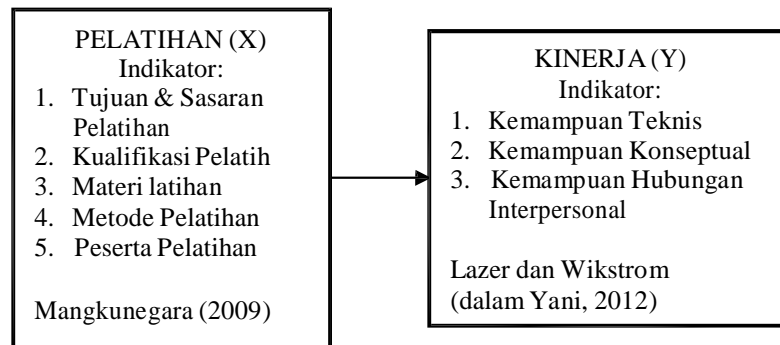 PELATIHAN (X)
Indikator:
1. Tujuan & Sasaran
Pelatihan
2. Kualifikasi Pelatih
3. Materi latihan
4. Metode Pelatihan
5. Peserta Pelatihan
Mangkunegara (2009)
KINERJA (Y)
Indikator:
1. Kemampuan Teknis
2. Kemampuan Konseptual
3. Kemampuan Hubungan
Interpersonal
Lazer dan Wikstrom
(dalam Yani, 2012)